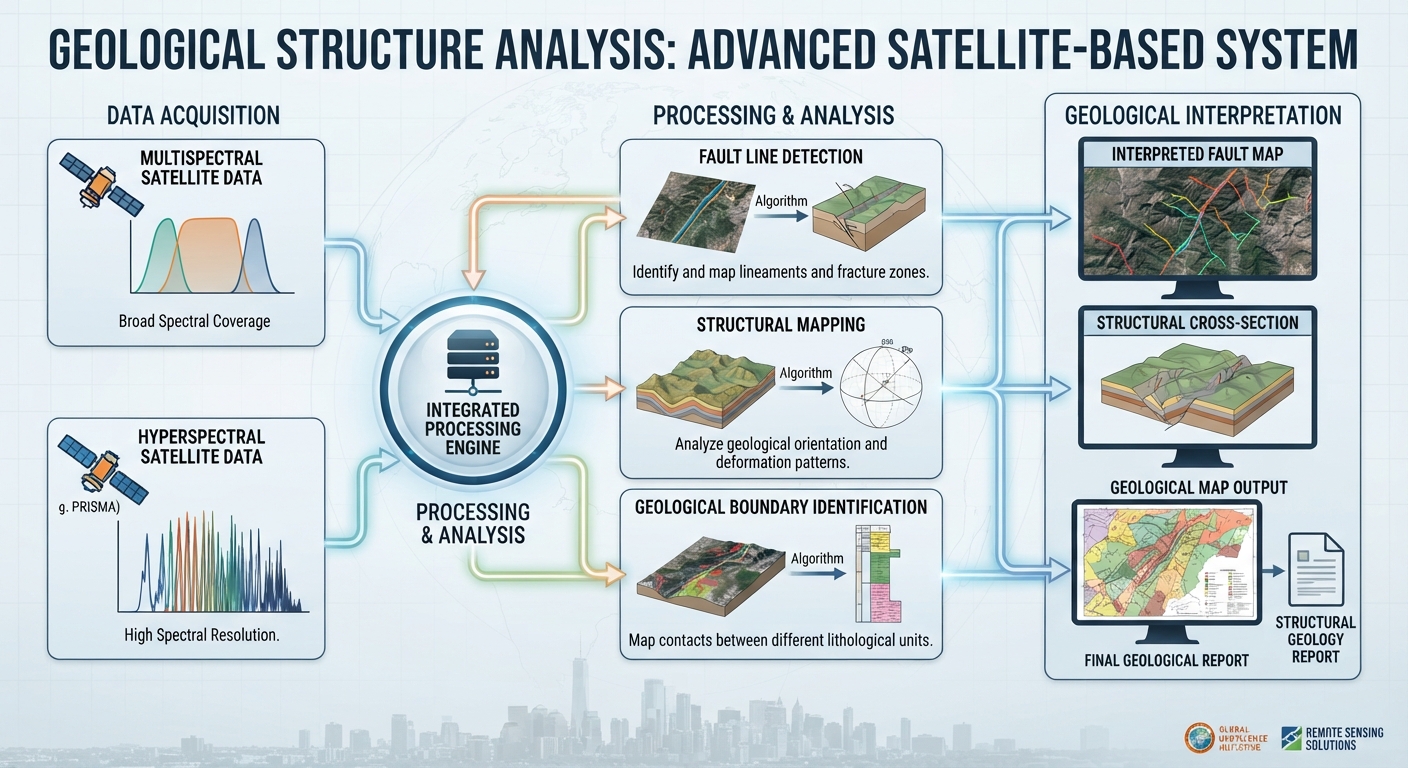 GEOLOGICAL STRUCTURE ANALYSIS: ADVANCED SATELLITE-BASED SYSTEM
DATA ACQUISITION
MULTISPECTRAL
SATELLITE DATA
Broad Spectral Coverage
HYPERSPECTRAL
SATELLITE DATA
g. PRISMA)
High Spectral Resolution.
INTEGRATED
PROCESSING
ENGINE
PROCESSING
& ANALYSIS
PROCESSING & ANALYSIS
FAULT LINE DETECTION
Algorithm
Identify and map lineaments and fracture zones.
STRUCTURAL MAPPING
Algorithm
Analyze geological orientation and
deformation patterns.
GEOLOGICAL BOUNDARY IDENTIFICATION
Algorithm
Map contacts between different lithological units.
GEOLOGICAL INTERPRETATION
INTERPRETED FAULT MAP
STRUCTURAL CROSS-SECTION
GEOLOGICAL MAP OUTPUT
FINAL GEOLOGICAL REPORT
STRUCTURAL
GEOLOGY
REPORT
REMOTE SENSING
SOLUTIONS